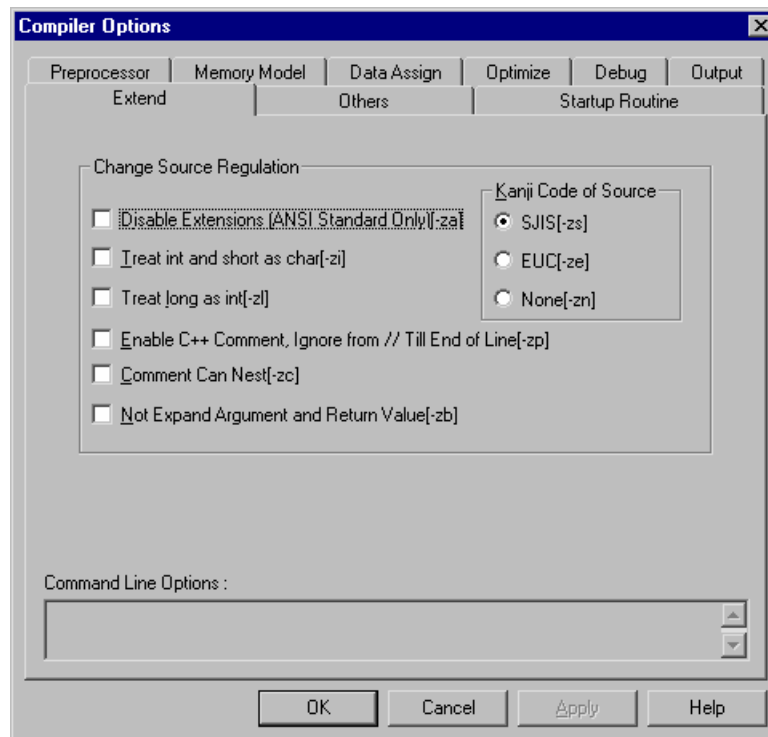 Compiler Options
Preprocessor Memory Model Data Assign Optimize Debug Output
Extend Others Startup Routine
Change Source Regulation
Kanji Code of Source
Disable Extensions (ANSI Standard Only)[-za]
SJIS[-zs]
Treat int and short as char[-zi]
EUC[-ze]
Treat long as int[-zl]
None[-zn]
Enable C++ Comment, Ignore from // Till End of Line[-zp]
Comment Can Nest[-zc]
Not Expand Argument and Return Value[-zb]
Command Line Options :
OK Cancel Apply Help